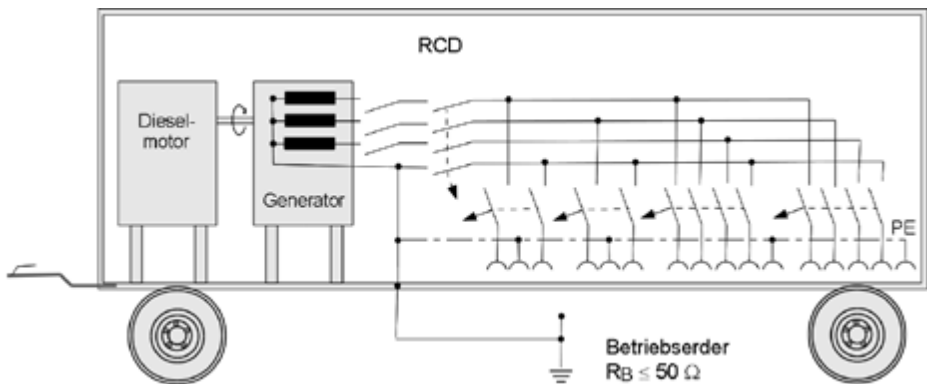 RCD
Diesel-
motor
Generator
PE
Betriebserder
RB ≤ 50 Ω